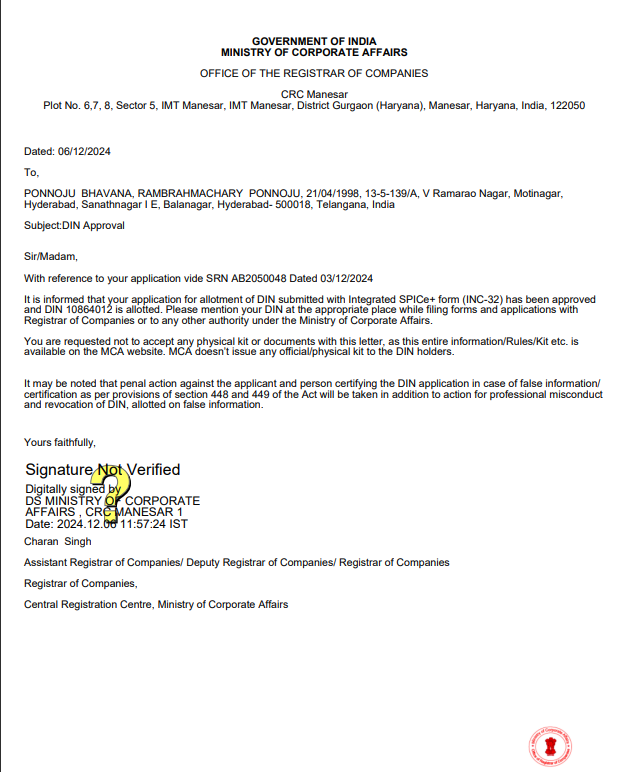 GOVERNMENT OF INDIA
MINISTRY OF CORPORATE AFFAIRS
OFFICE OF THE REGISTRAR OF COMPANIES
CRC Manesar
Plot No. 6,7, 8, Sector 5, IMT Manesar, IMT Manesar, District Gurgaon (Haryana), Manesar, Haryana, India, 122050
Dated: 06/12/2024
To,
PONNOJU BHAVANA, RAMBRAHMACHARY PONNOJU, 21/04/1998, 13-5-139/A, V Ramarao Nagar, Motinagar,
Hyderabad, Sanathnagar I E, Balanagar, Hyderabad- 500018, Telangana, India
Subject:DIN Approval
Sir/Madam,
With reference to your application vide SRN AB2050048 Dated 03/12/2024
It is informed that your application for allotment of DIN submitted with Integrated SPICe+ form (INC-32) has been approved
and DIN 10864012 is allotted. Please mention your DIN at the appropriate place while filing forms and applications with
Registrar of Companies or to any other authority under the Ministry of Corporate Affairs.
You are requested not to accept any physical kit or documents with this letter, as this entire information/Rules/Kit etc. is
available on the MCA website. MCA doesn't issue any official/physical kit to the DIN holders.
It may be noted that penal action against the applicant and person certifying the DIN application in case of false information/
certification as per provisions of section 448 and 449 of the Act will be taken in addition to action for professional misconduct
and revocation of DIN, allotted on false information.
Yours faithfully,
Signature Not Verified
Digitally signed by
DS MINISTRY OF CORPORATE
AFFAIRS , CRC MANESAR 1
Date: 2024.12.06 11:57:24 IST
Charan Singh
Assistant Registrar of Companies/ Deputy Registrar of Companies/ Registrar of Companies
Registrar of Companies,
Central Registration Centre, Ministry of Corporate Affairs